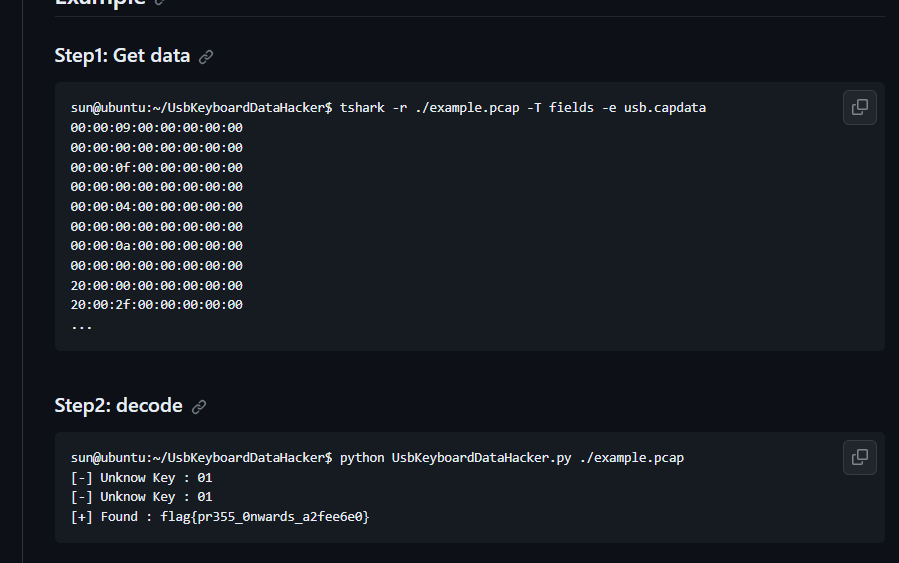 Example
Step1: Get data
sun@ubuntu:~/UsbKeyboardDataHacker$ tshark -r ./example.pcap -T fields -e usb.capdata
00:00:09:00:00:00:00:00
00:00:00:00:00:00:00:00
00:00:0f:00:00:00:00:00
00:00:00:00:00:00:00:00
00:00:04:00:00:00:00:00
00:00:00:00:00:00:00:00
00:00:0a:00:00:00:00:00
00:00:00:00:00:00:00:00
20:00:00:00:00:00:00:00
20:00:2f:00:00:00:00:00
...
Step2: decode
sun@ubuntu:~/UsbKeyboardDataHacker$ python UsbKeyboardDataHacker.py ./example.pcap
[-] Unknow Key : 01
[-] Unknow Key : 01
[+] Found : flag{pr355_0nwards_a2fee6e0}